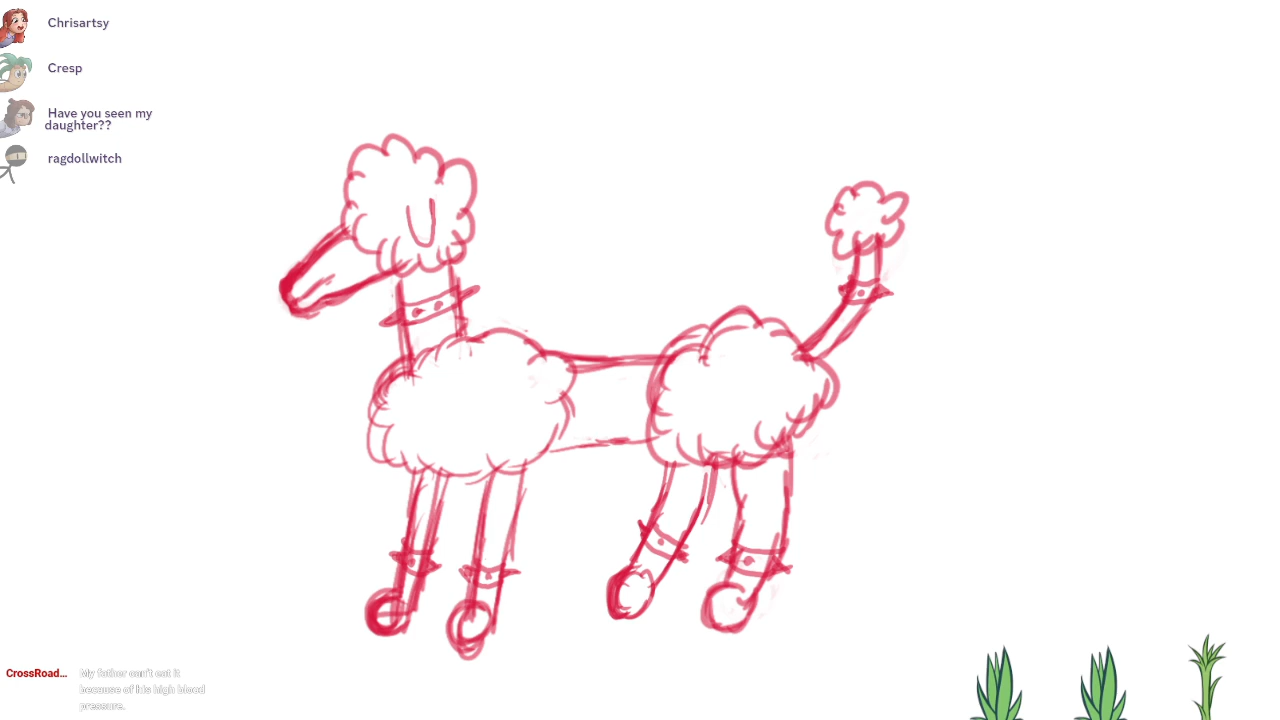 Chrisartsy
Cresp
Have you seen my
daughter??
ragdollwitch
CrossRoad... My father can't eat it
because of his high blood
pressure.